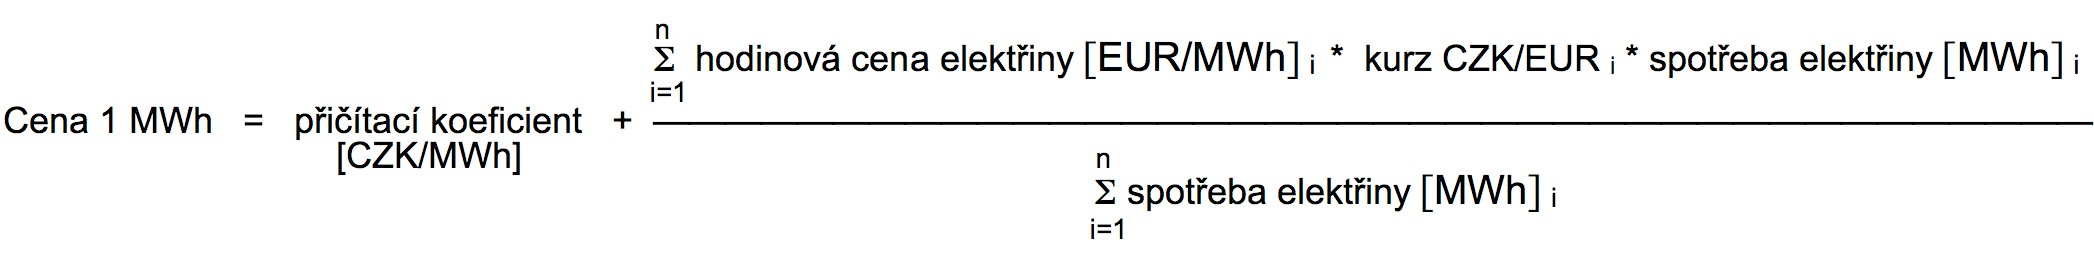 n
Σ hodinová cena elektřiny [EUR/MWh] i * kurz CZK/EUR i * spotřeba elektřiny [MWh] i
i=1
Cena 1 MWh = přičítací koeficient +
[CZK/MWh]
n
Σ spotřeba elektřiny [MWh] i
i=1